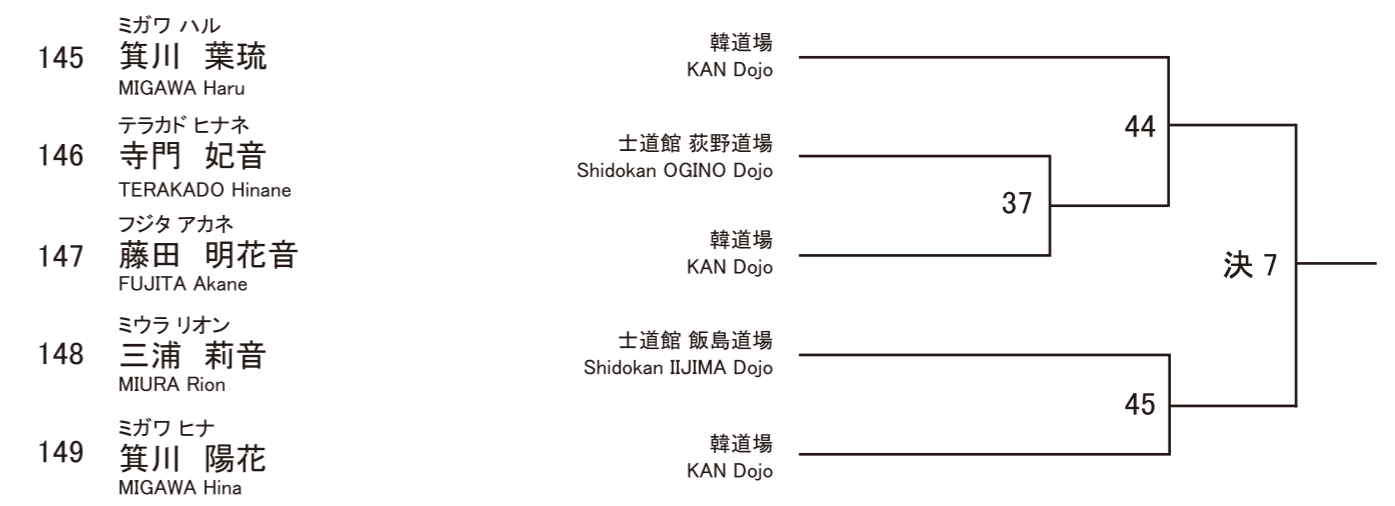 ミガワ ハル
145 箕川 葉琉
MIGAWA Haru
韓道場
KAN Dojo
テラカド ヒナネ
146 寺門 妃音
TERAKADO Hinane
士道館 荻野道場
Shidokan OGINO Dojo
フジタ アカネ
147 藤田 明花音
FUJITA Akane
韓道場
KAN Dojo
ミウラ リオン
148 三浦 莉音
MIURA Rion
士道館 飯島道場
Shidokan IIJIMA Dojo
ミガワ ヒナ
149 箕川 陽花
MIGAWA Hina
韓道場
KAN Dojo
44
37
決 7
45